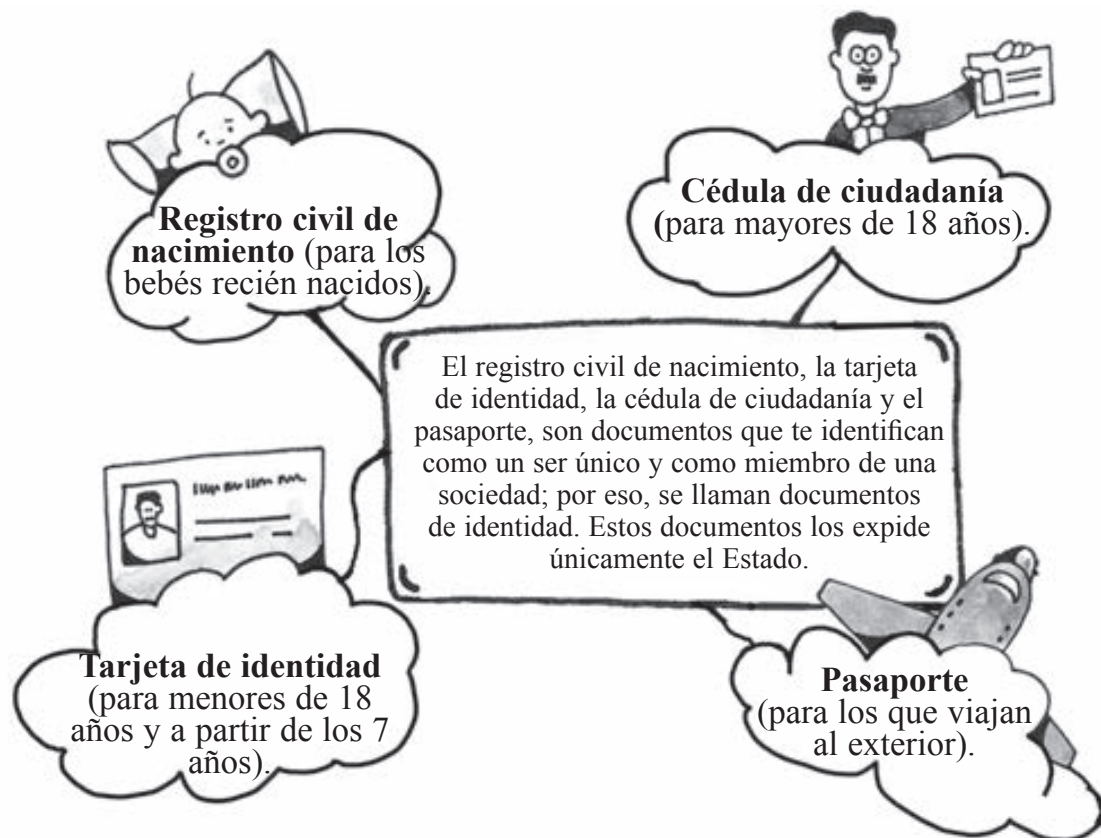 Registro civil de
nacimiento (para los
bebés recién nacidos).
Cédula de ciudadanía
(para mayores de 18 años).
El registro civil de nacimiento, la tarjeta
de identidad, la cédula de ciudadanía y el
pasaporte, son documentos que te identifican
como un ser único y como miembro de una
sociedad; por eso, se llaman documentos
de identidad. Estos documentos los expide
únicamente el Estado.
Tarjeta de identidad
(para menores de 18
años y a partir de los 7
años).
Pasaporte
(para los que viajan
al exterior).